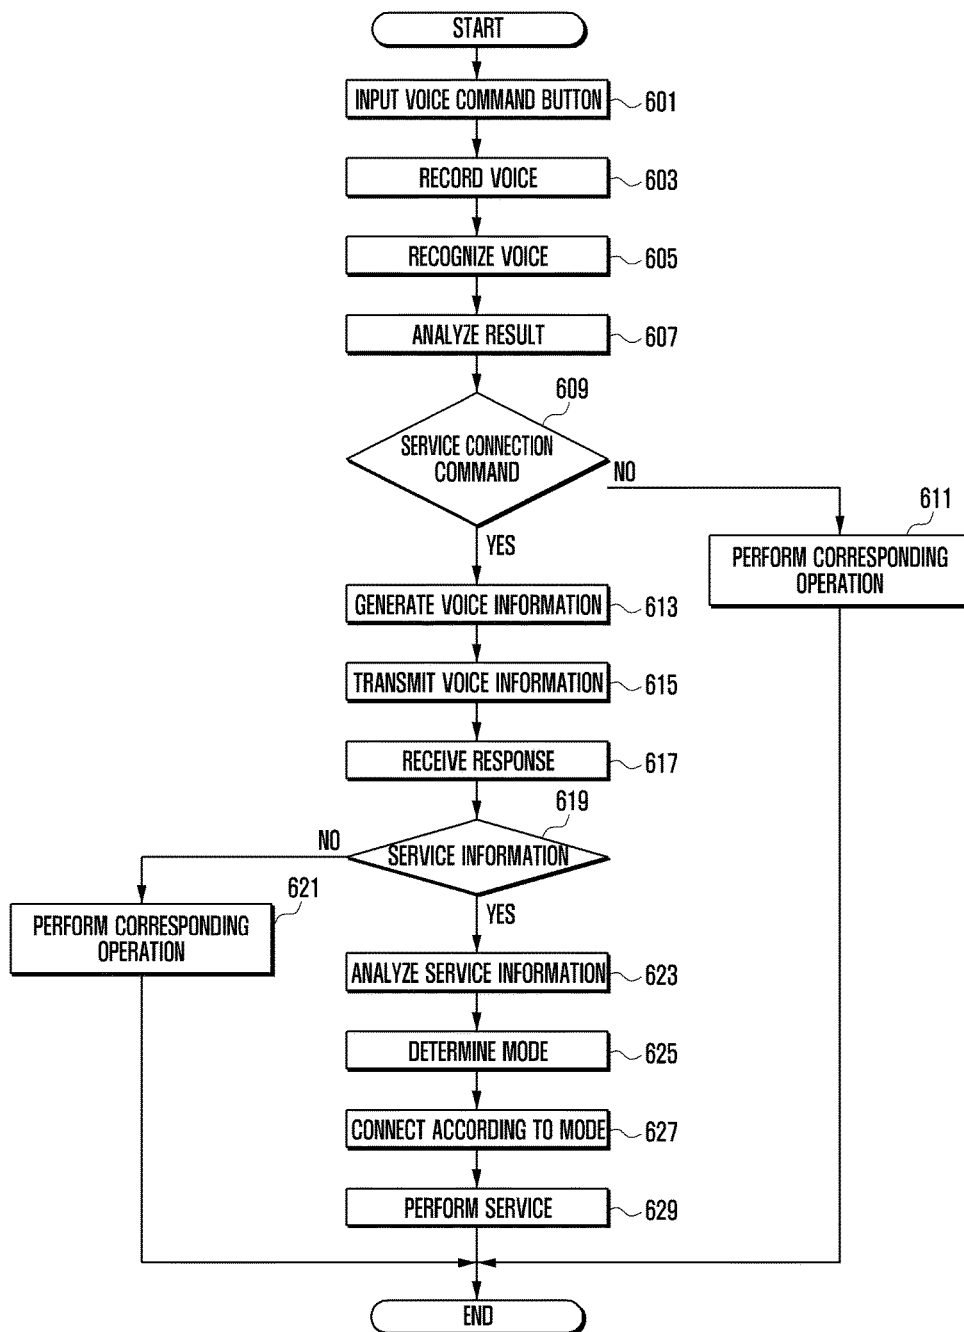 START
INPUT VOICE COMMAND BUTTON
601
RECORD VOICE
603
RECOGNIZE VOICE
605
ANALYZE RESULT
607
609
SERVICE CONNECTION
COMMAND
NO
611
YES
PERFORM CORRESPONDING
OPERATION
GENERATE VOICE INFORMATION
613
TRANSMIT VOICE INFORMATION
615
RECEIVE RESPONSE
617
619
NO
SERVICE INFORMATION
621
YES
PERFORM CORRESPONDING
OPERATION
ANALYZE SERVICE INFORMATION
623
DETERMINE MODE
625
CONNECT ACCORDING TO MODE
627
PERFORM SERVICE
629
END